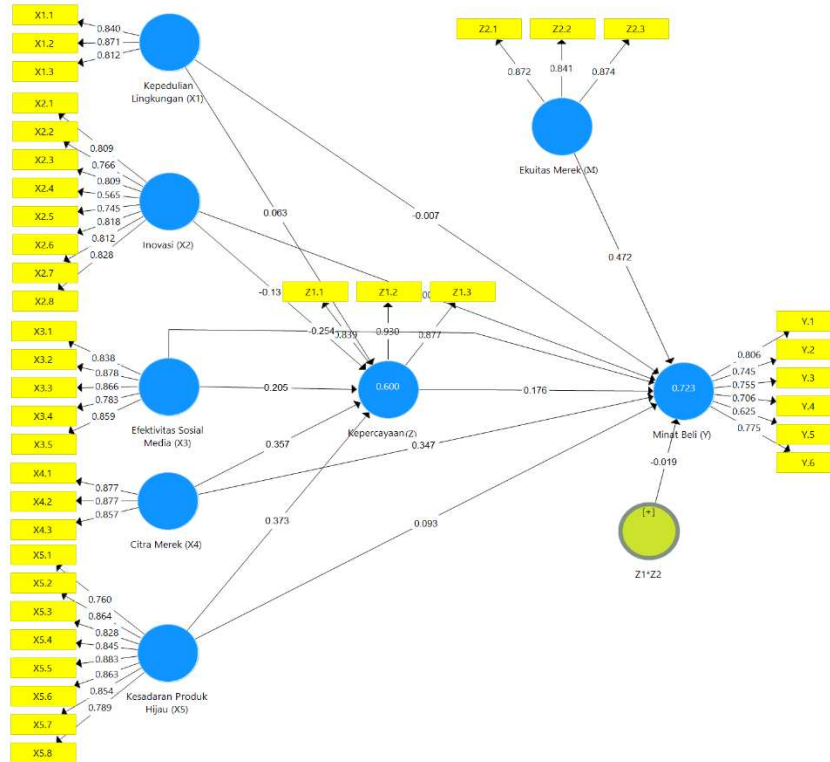 X1.1
X1.2
X1.3
0.840
0.871
0.812
Kepedulian
Lingkungan (X1)
Z2.1
Z2.2
Z2.3
0.872
0.841
0.874
Ekuitas Merek (M)
X2.1
X2.2
X2.3
X2.4
X2.5
X2.6
X2.7
X2.8
0.809
0.766
0.809
0.565
0.745
0.818
0.812
0.828
Inovasi (X2)
0.063
-0.007
0.472
-0.13
-0.254
Z1.1
Z1.2
Z1.3
0.839
0.930
0.877
X3.1
X3.2
X3.3
X3.4
X3.5
0.838
0.878
0.866
0.783
0.859
Efektivitas Sosial
Media (X3)
0.205
0.600
Kepercayaan(Z)
0.176
0.723
Minat Beli (Y)
Y.1
Y.2
Y.3
Y.4
Y.5
Y.6
0.806
0.745
0.755
0.706
0.625
0.775
X4.1
X4.2
X4.3
0.877
0.877
0.857
Citra Merek (X4)
0.357
0.347
-0.019
[+]
Z1*Z2
X5.1
X5.2
X5.3
X5.4
X5.5
X5.6
X5.7
X5.8
0.760
0.864
0.828
0.845
0.883
0.863
0.854
0.789
Kesadaran Produk
Hijau (X5)
0.373
0.093